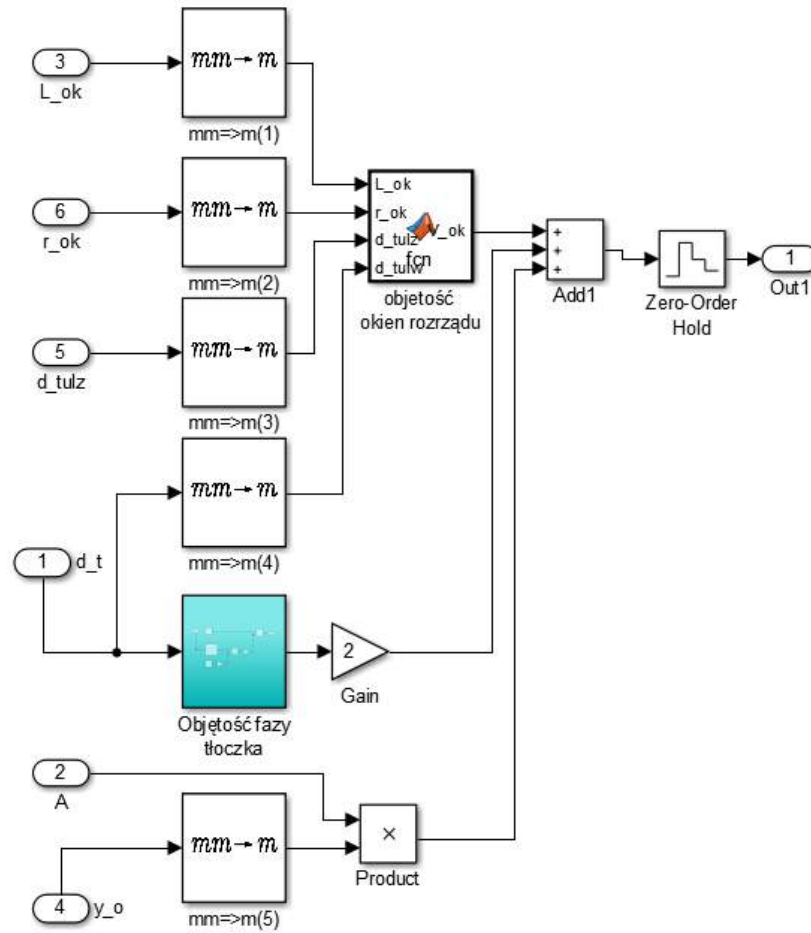 3
L_ok
mm→m
mm=>m(1)
6
r_ok
mm→m
mm=>m(2)
5
d_tulz
mm→m
mm=>m(3)
L_ok
r_ok
d_tulz
d_tulw
fcn
objetość
okien rozrządu
+
+
+
Add1
Zero-Order
Hold
1
Out1
mm→m
mm=>m(4)
1
d_t
Objętość fazy
tłoczka
2
Gain
2
A
×
Product
4
y_o
mm→m
mm=>m(5)